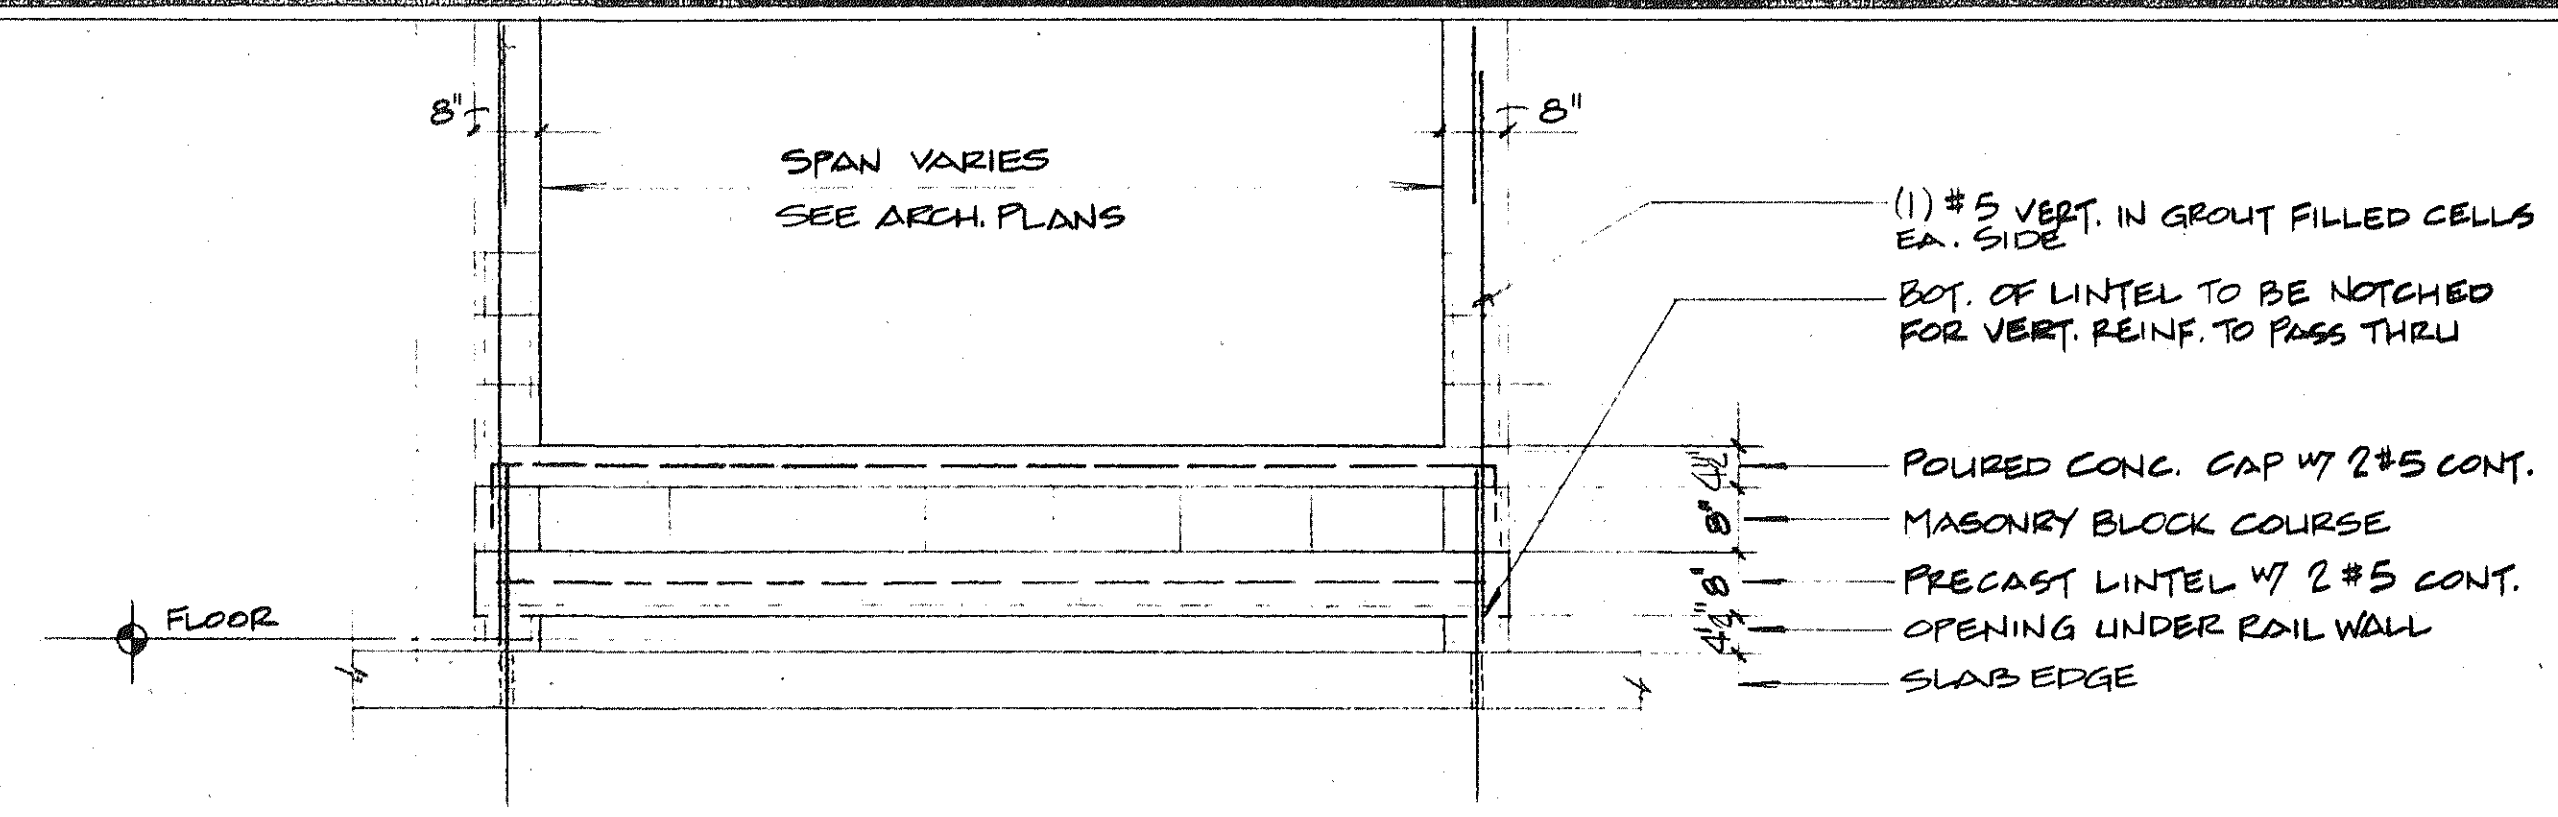 8"
8"
SPAN VARIES
SEE ARCH. PLANS
(1) #5 VERT. IN GROUT FILLED CELLS
EA. SIDE
BOT. OF LINTEL TO BE NOTCHED
FOR VERT. REINF. TO PASS THRU
POURED CONC. CAP W/ 2#5 CONT.
8"
MASONRY BLOCK COURSE
8"
PRECAST LINTEL W/ 2 #5 CONT.
OPENING UNDER RAIL WALL
FLOOR
SLAB EDGE